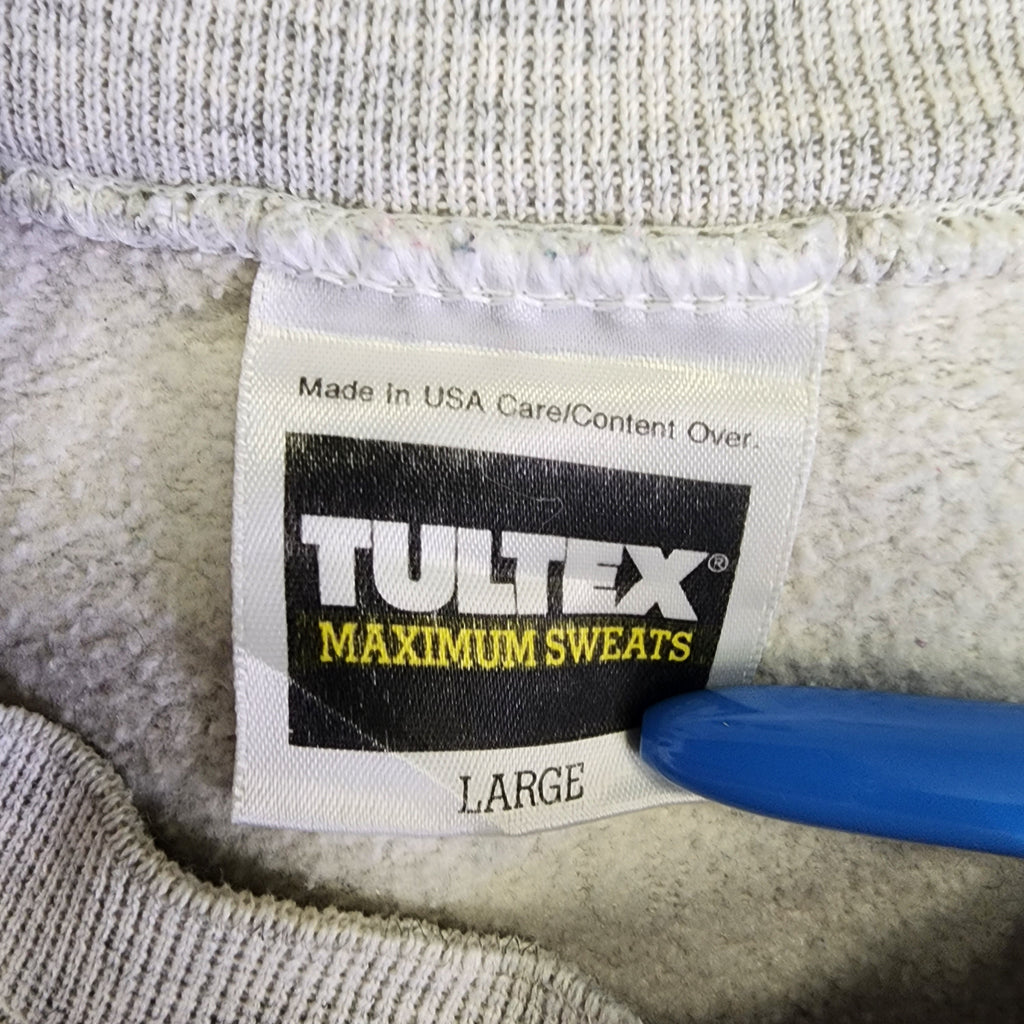 Made in USA Care/Content Over.
TULTEX®
MAXIMUM SWEATS
LARGE